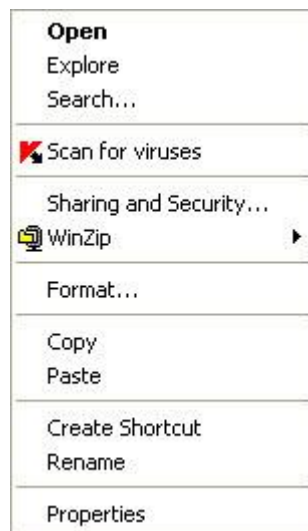 Open
Explore
Search...
Scan for viruses
Sharing and Security...
WinZip
Format...
Copy
Paste
Create Shortcut
Rename
Properties